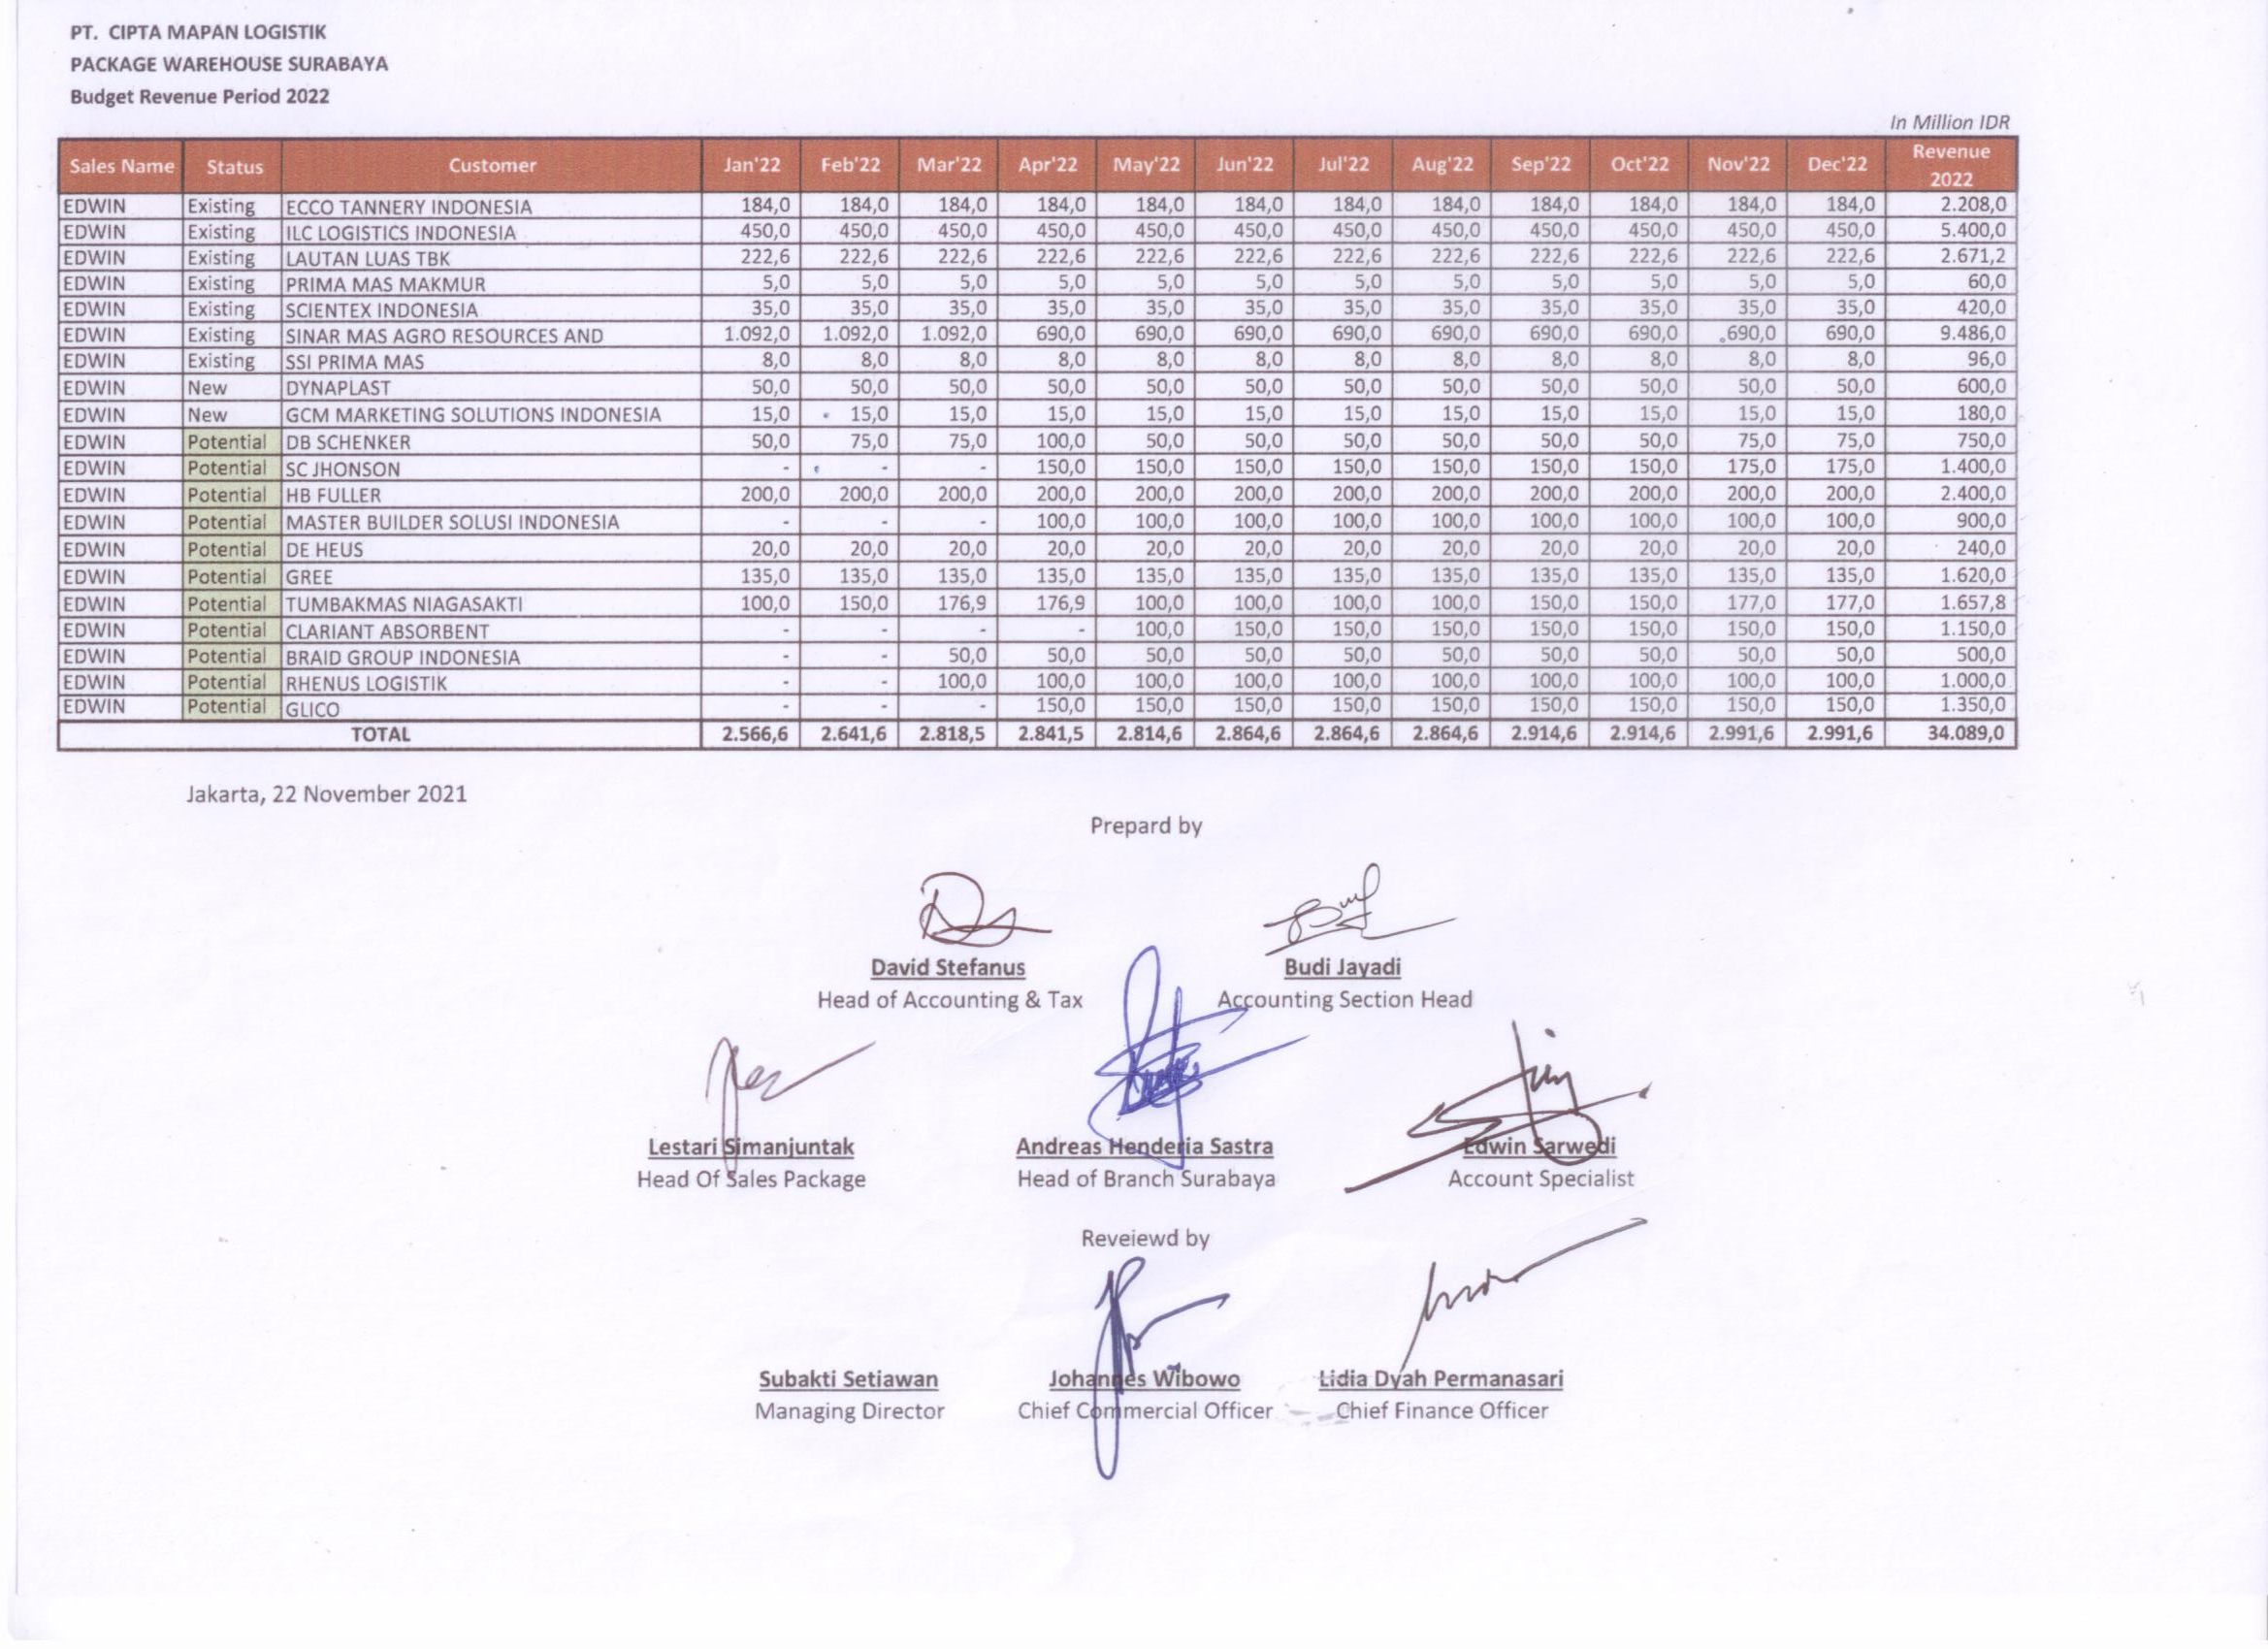 PT. CIPTA MAPAN LOGISTIK
PACKAGE WAREHOUSE SURABAYA
Budget Revenue Period 2022
In Million IDR
Sales Name Status Customer Jan'22 Feb'22 Mar'22 Apr'22 May'22 Jun'22 Jul'22 Aug'22 Sep'22 Oct'22 Nov'22 Dec'22 Revenue 2022
EDWIN Existing ECCO TANNERY INDONESIA 184,0 184,0 184,0 184,0 184,0 184,0 184,0 184,0 184,0 184,0 184,0 184,0 2.208,0
EDWIN Existing ILC LOGISTICS INDONESIA 450,0 450,0 450,0 450,0 450,0 450,0 450,0 450,0 450,0 450,0 450,0 450,0 5.400,0
EDWIN Existing LAUTAN LUAS TBK 222,6 222,6 222,6 222,6 222,6 222,6 222,6 222,6 222,6 222,6 222,6 222,6 2.671,2
EDWIN Existing PRIMA MAS MAKMUR 5,0 5,0 5,0 5,0 5,0 5,0 5,0 5,0 5,0 5,0 5,0 5,0 60,0
EDWIN Existing SCIENTEX INDONESIA 35,0 35,0 35,0 35,0 35,0 35,0 35,0 35,0 35,0 35,0 35,0 35,0 420,0
EDWIN Existing SINAR MAS AGRO RESOURCES AND 1.092,0 1.092,0 1.092,0 690,0 690,0 690,0 690,0 690,0 690,0 690,0 690,0 690,0 9.486,0
EDWIN Existing SSI PRIMA MAS 8,0 8,0 8,0 8,0 8,0 8,0 8,0 8,0 8,0 8,0 8,0 8,0 96,0
EDWIN New DYNAPLAST 50,0 50,0 50,0 50,0 50,0 50,0 50,0 50,0 50,0 50,0 50,0 50,0 600,0
EDWIN New GCM MARKETING SOLUTIONS INDONESIA 15,0 15,0 15,0 15,0 15,0 15,0 15,0 15,0 15,0 15,0 15,0 15,0 180,0
EDWIN Potential DB SCHENKER 50,0 75,0 75,0 100,0 50,0 50,0 50,0 50,0 50,0 50,0 75,0 75,0 750,0
EDWIN Potential SC JHONSON - - - 150,0 150,0 150,0 150,0 150,0 150,0 150,0 175,0 175,0 1.400,0
EDWIN Potential HB FULLER 200,0 200,0 200,0 200,0 200,0 200,0 200,0 200,0 200,0 200,0 200,0 200,0 2.400,0
EDWIN Potential MASTER BUILDER SOLUSI INDONESIA - - - 100,0 100,0 100,0 100,0 100,0 100,0 100,0 100,0 100,0 900,0
EDWIN Potential DE HEUS 20,0 20,0 20,0 20,0 20,0 20,0 20,0 20,0 20,0 20,0 20,0 20,0 240,0
EDWIN Potential GREE 135,0 135,0 135,0 135,0 135,0 135,0 135,0 135,0 135,0 135,0 135,0 135,0 1.620,0
EDWIN Potential TUMBAKMAS NIAGASAKTI 100,0 150,0 176,9 176,9 100,0 100,0 100,0 100,0 150,0 150,0 177,0 177,0 1.657,8
EDWIN Potential CLARIANT ABSORBENT - - - - 100,0 150,0 150,0 150,0 150,0 150,0 150,0 150,0 1.150,0
EDWIN Potential BRAID GROUP INDONESIA - - 50,0 50,0 50,0 50,0 50,0 50,0 50,0 50,0 50,0 50,0 500,0
EDWIN Potential RHENUS LOGISTIK - - 100,0 100,0 100,0 100,0 100,0 100,0 100,0 100,0 100,0 100,0 1.000,0
EDWIN Potential GLICO - - - 150,0 150,0 150,0 150,0 150,0 150,0 150,0 150,0 150,0 1.350,0
TOTAL 2.566,6 2.641,6 2.818,5 2.841,5 2.814,6 2.864,6 2.864,6 2.864,6 2.914,6 2.914,6 2.991,6 2.991,6 34.089,0
Jakarta, 22 November 2021
Prepard by
David Stefanus Budi Jayadi
Head of Accounting & Tax Accounting Section Head
Lestari Simanjuntak Andreas Henderia Sastra Edwin Sarwedi
Head Of Sales Package Head of Branch Surabaya Account Specialist
Reveiewd by
Subakti Setiawan Johannes Wibowo Lidia Dyah Permanasari
Managing Director Chief Commercial Officer Chief Finance Officer